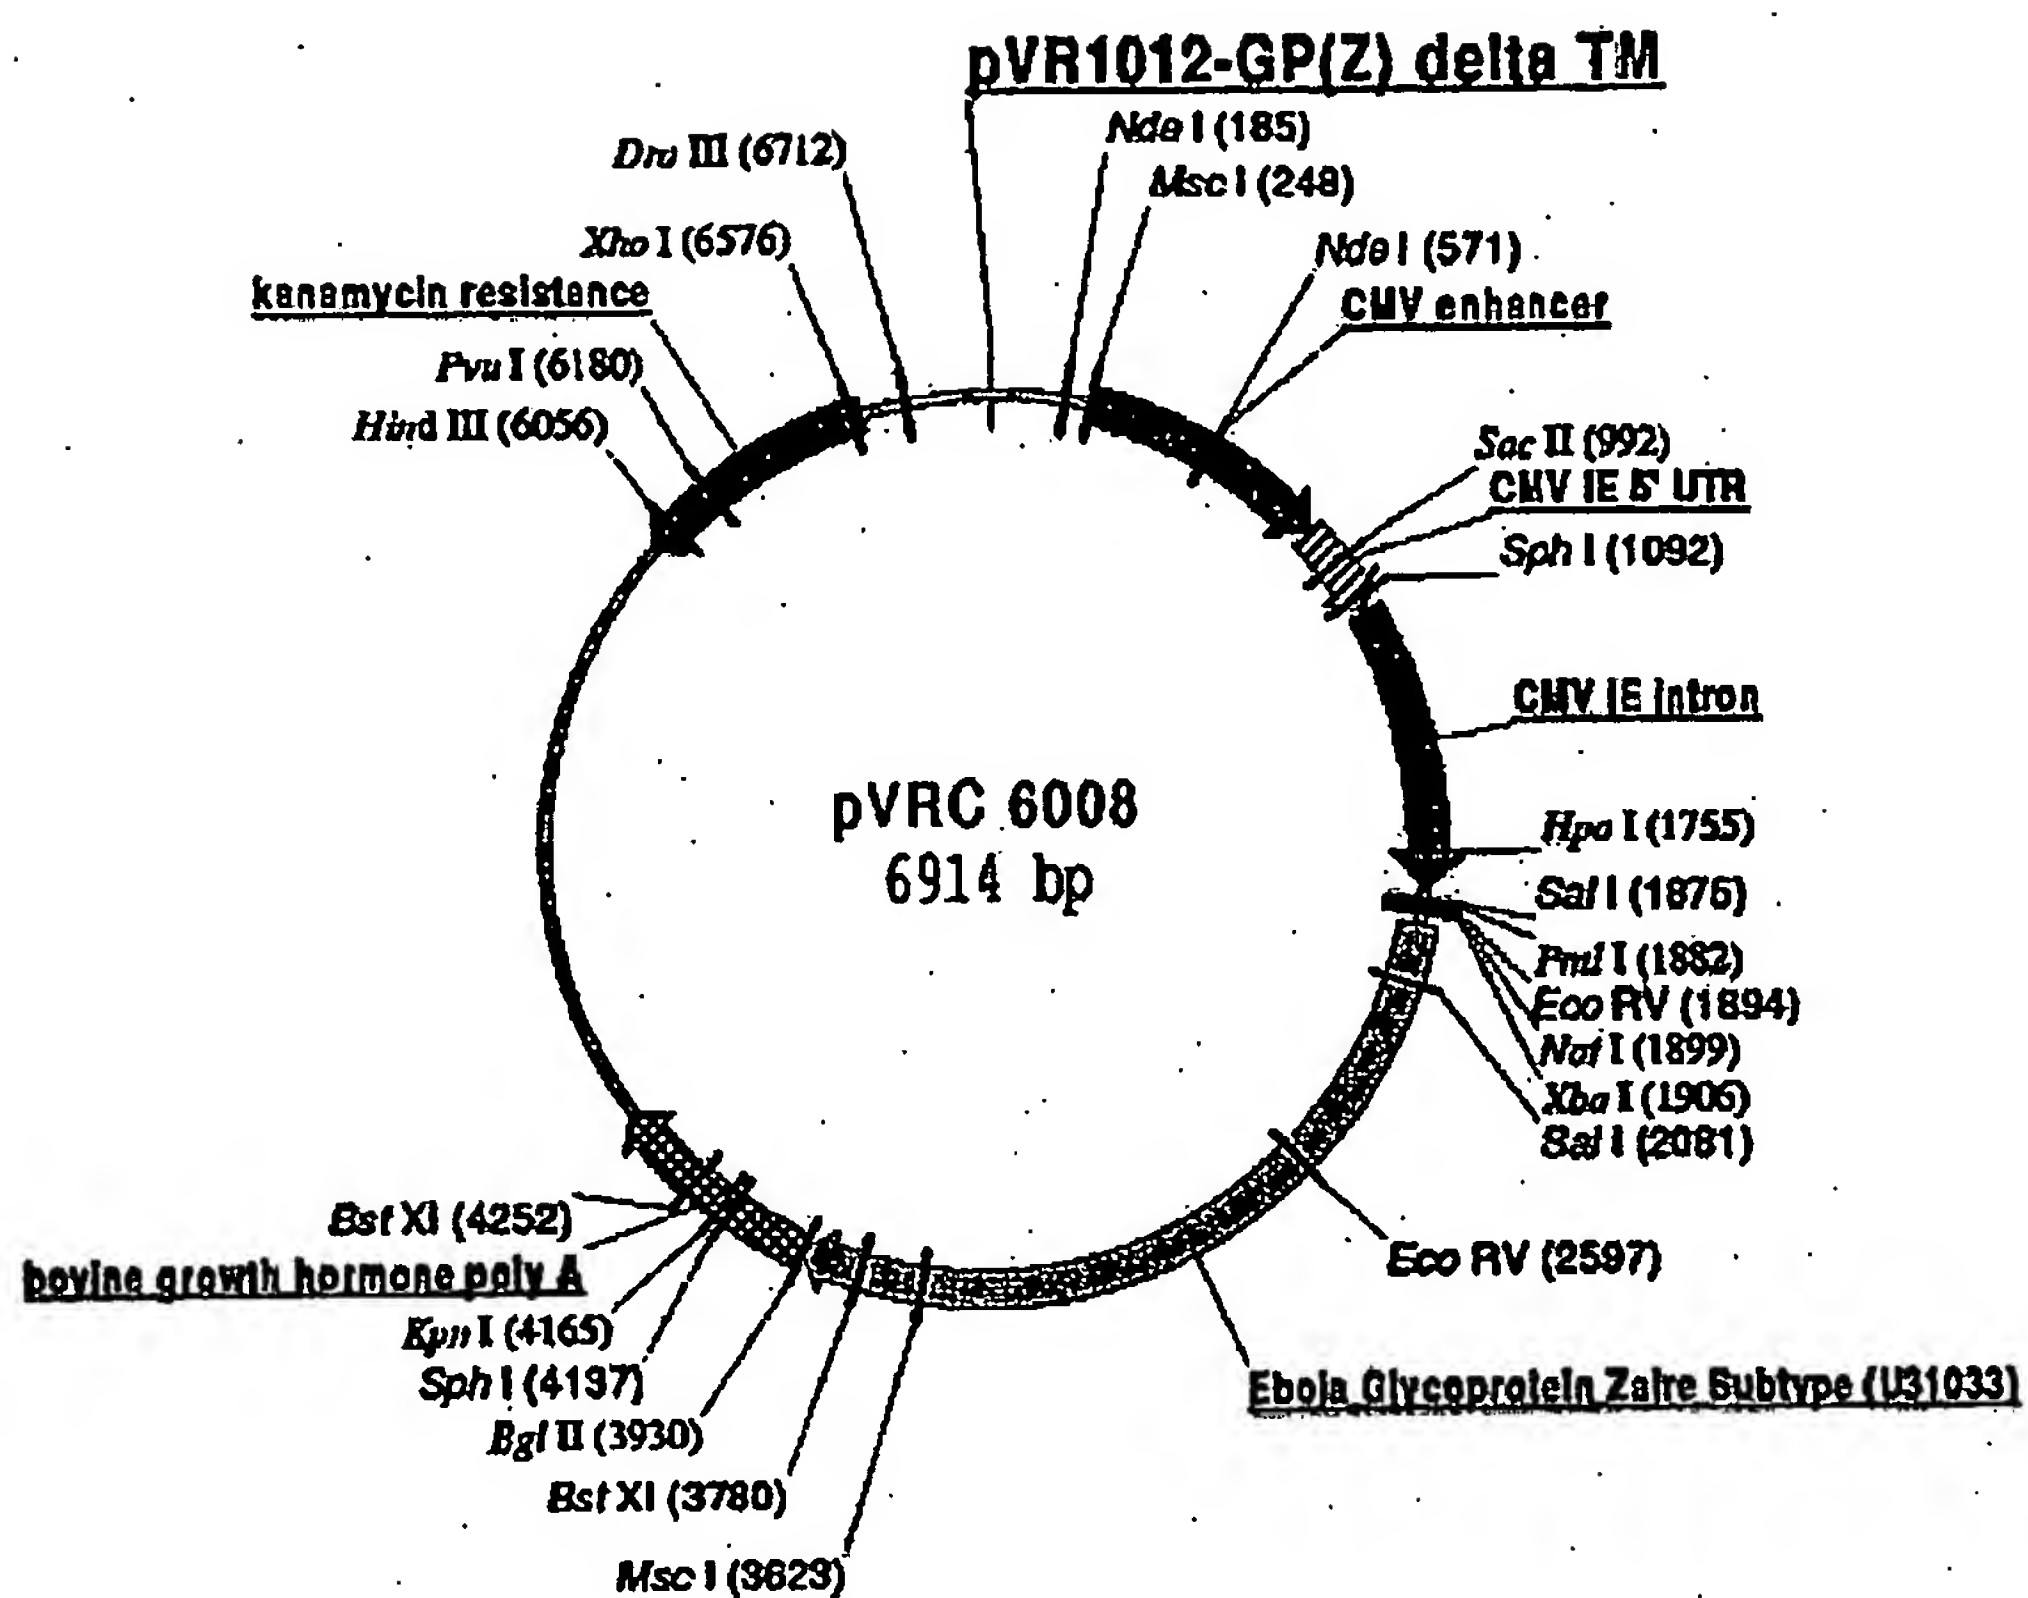 pVR1012-GP(Z) delta TM
Nde I (185)
Msc I (248)
Nde I (571)
CMV enhancer
Sac II (992)
CMV IE 5' UTR
Sph I (1092)
CMV IE intron
Hpa I (1755)
Sal I (1875)
Pml I (1882)
Eco RV (1894)
Not I (1899)
Xba I (1906)
Sal I (2081)
Eco RV (2597)
Ebola Glycoprotein Zaire Subtype (U31033)
Msc I (3623)
Bst XI (3780)
Bgl II (3930)
Sph I (4137)
Kpn I (4165)
bovine growth hormone poly A
Bst XI (4252)
Hind III (6056)
Pvu I (6180)
kanamycin resistance
Xho I (6576)
III (6712)
pVRC 6008
6914 bp